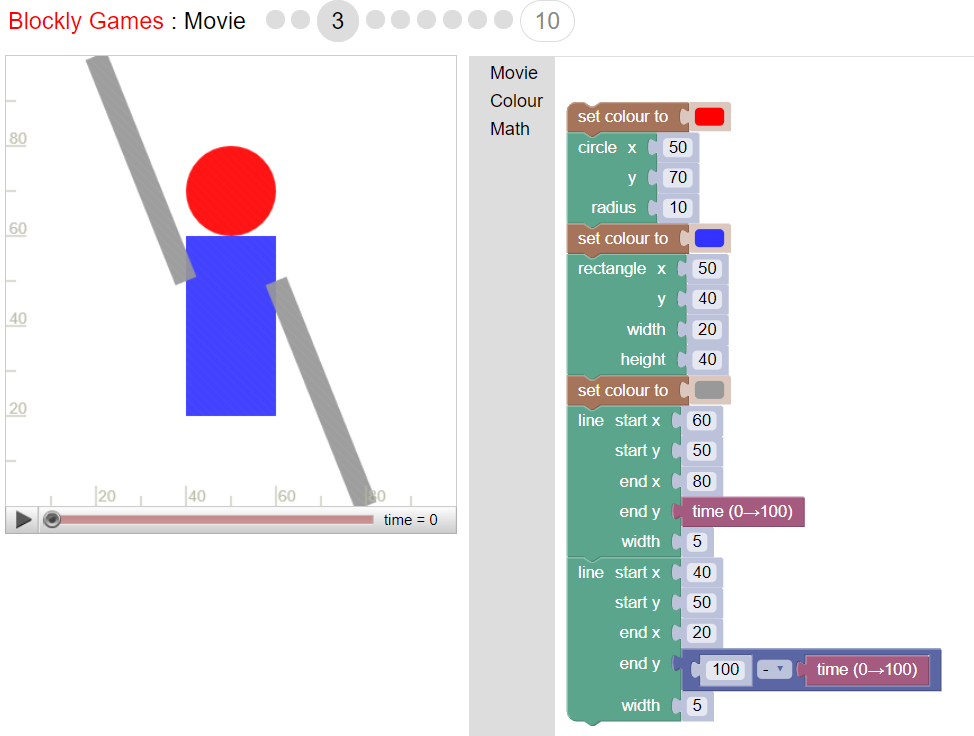 Blockly Games : Movie 3 10
80
60
40
20
20 40 60 80
time = 0
Movie
Colour
Math
set colour to
circle x 50
y 70
radius 10
set colour to
rectangle x 50
y 40
width 20
height 40
set colour to
line start x 60
start y 50
end x 80
end y time (0→100)
width 5
line start x 40
start y 50
end x 20
end y 100 - time (0→100)
width 5